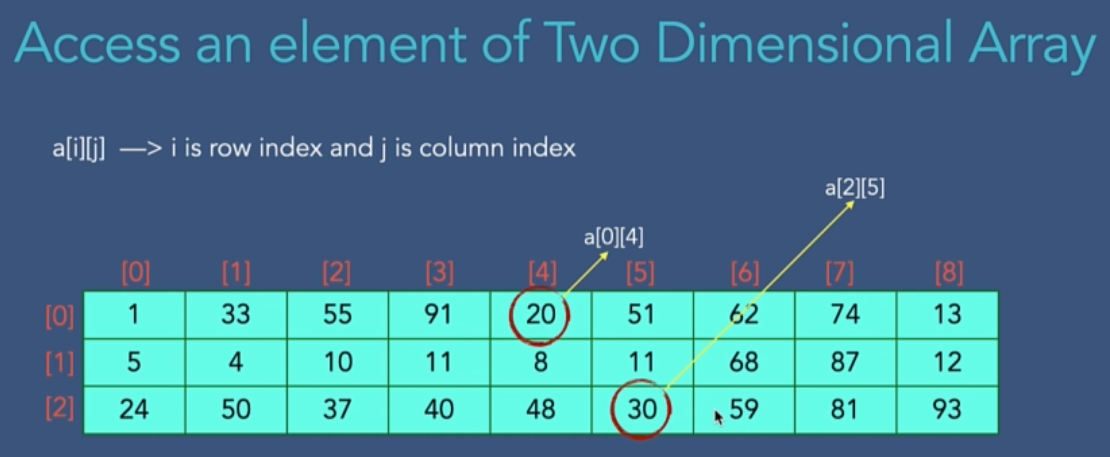 Access an element of Two Dimensional Array
a[i][j] —> i is row index and j is column index
a[2][5]
a[0][4]
[0] [1] [2] [3] [4] [5] [6] [7] [8]
[0] 1 33 55 91 20 51 62 74 13
[1] 5 4 10 11 8 11 68 87 12
[2] 24 50 37 40 48 30 59 81 93